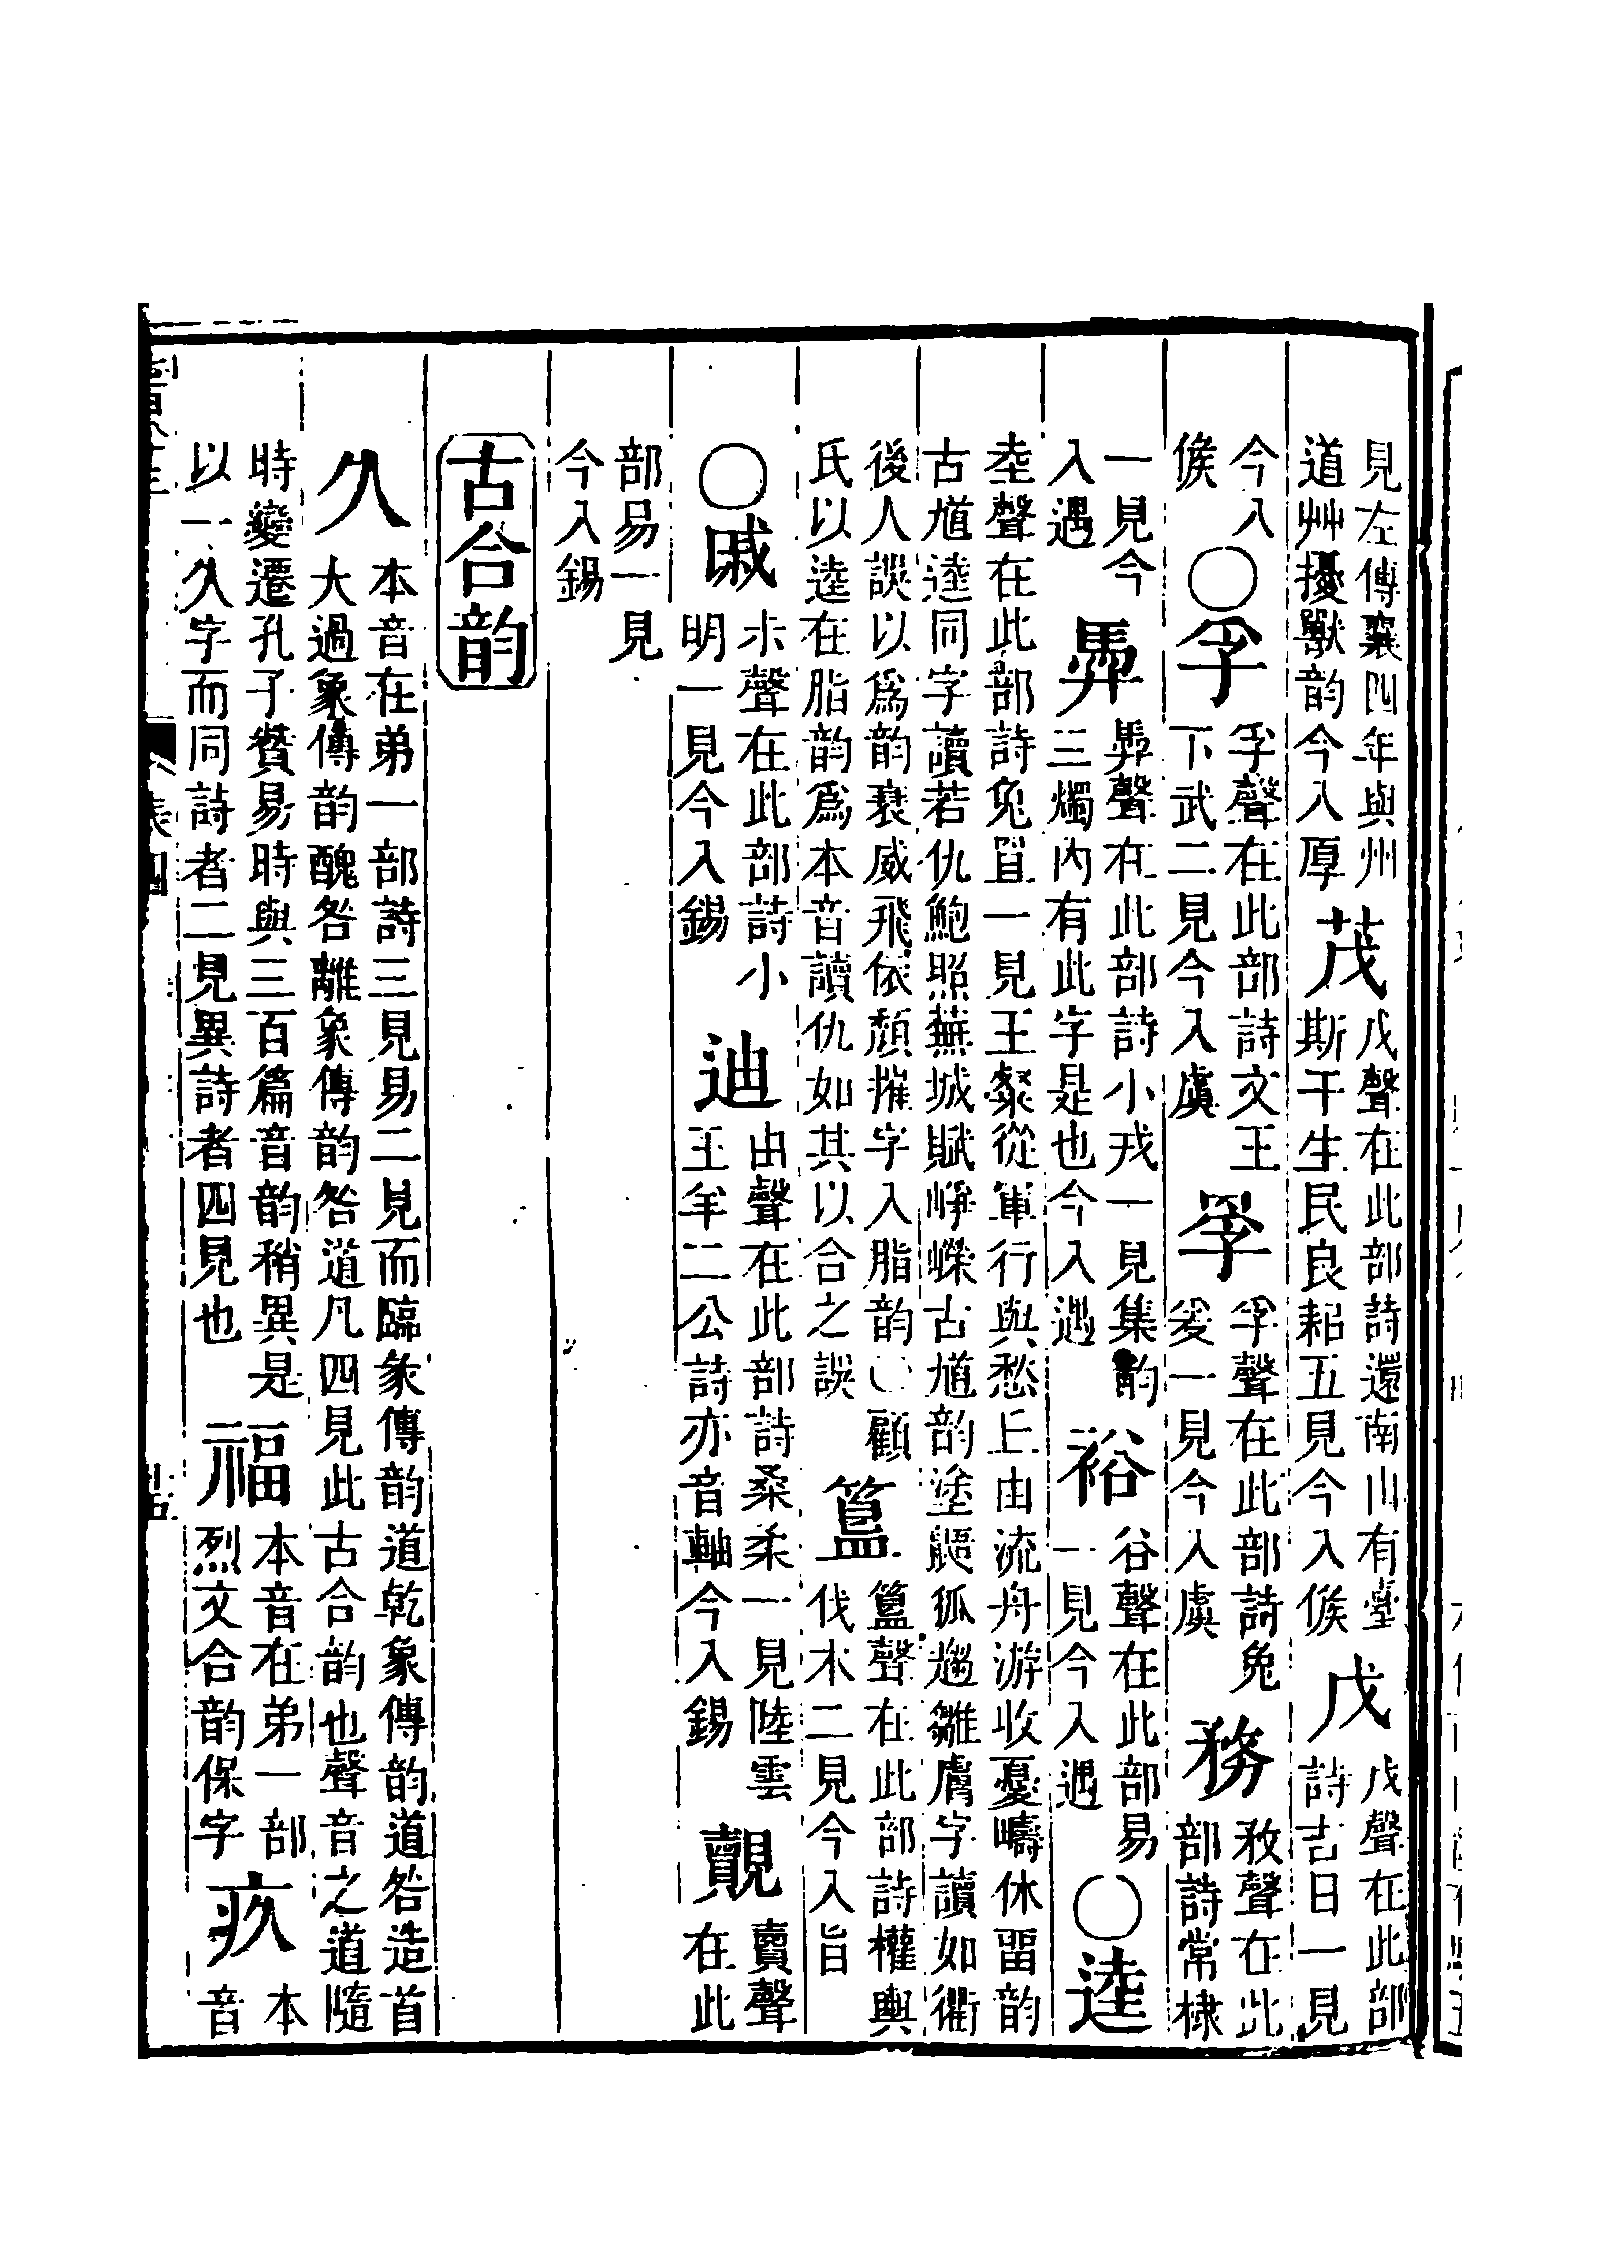 見左傳襄四年與州道艸擾獸韵今入厚 茂 戊聲在此部詩還南山有臺斯干生民良耜五見今入候 戊 戊聲在此部詩吉日一見
今入候 ○孚 孚聲在此部詩文王下武二見今入虞 罦 孚聲在此部詩兔爰一見今入虞 務 敄聲在此部詩常棣
一見今入遇 馵 馵聲在此部詩小戎一見集韵三燭內有此字是也今入遇 裕 谷聲在此部易一見今入遇 ○逵
坴聲在此部詩兔罝一見王粲從軍行與愁丘由流舟游收憂疇休畱韵古馗逵同字讀若仇鮑照蕪城賦崢嶸古馗韵塗鼯狐趨雛膚字讀如衢
後人誤以爲韵衰威飛依頹摧字入脂韵○顧氏以逵在脂韵爲本音讀仇如其以合之誤 簋 簋聲在此部詩權輿伐木二見今入旨
○戚 尗聲在此部詩小明一見今入錫 迪 由聲在此部詩桑柔一見陸雲王羊二公詩亦音軸今入錫 覿 賣聲在此
部易一見今入錫
古合韵
久 本音在弟一部詩三見易二見而臨象傳韵道乾象傳韵道咎造首大過象傳韵醜咎離象傳韵咎道凡四見此古合韵也聲音之道隨
時變遷孔子贊易時與三百篇音韵稍異是以一久字而同詩者二見異詩者四見也 福 本音在弟一部烈文合韵保字 疚 本音